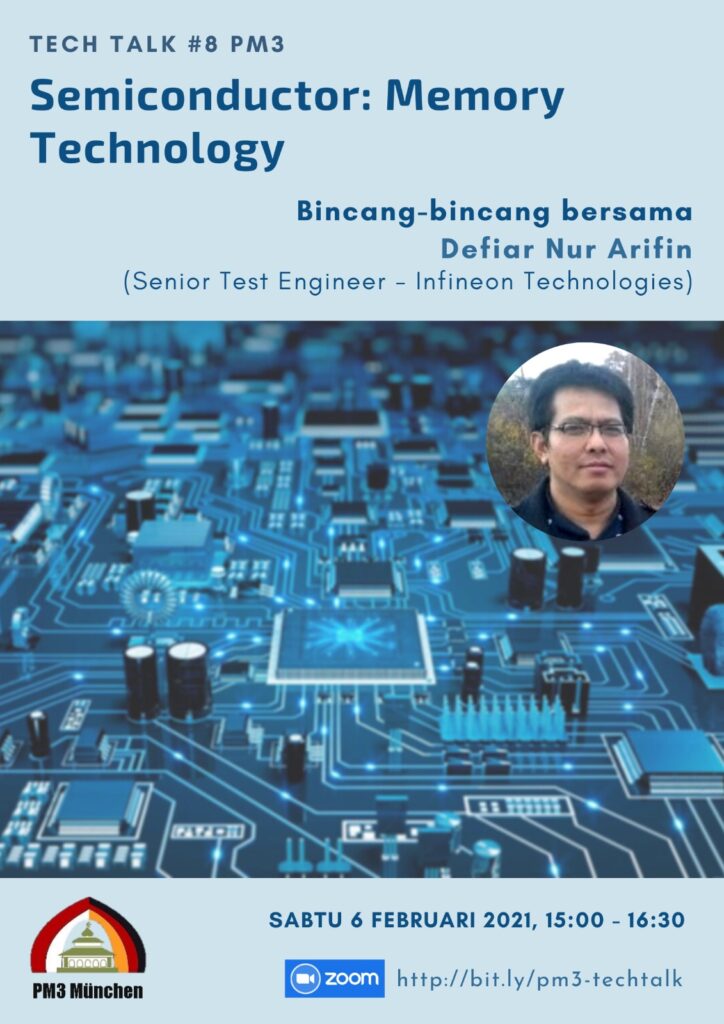 TECH TALK #8 PM3
Semiconductor: Memory
Technology
Bincang-bincang bersama
Defiar Nur Arifin
(Senior Test Engineer – Infineon Technologies)
PM3 München
SABTU 6 FEBRUARI 2021, 15:00 - 16:30
zoom http://bit.ly/pm3-techtalk